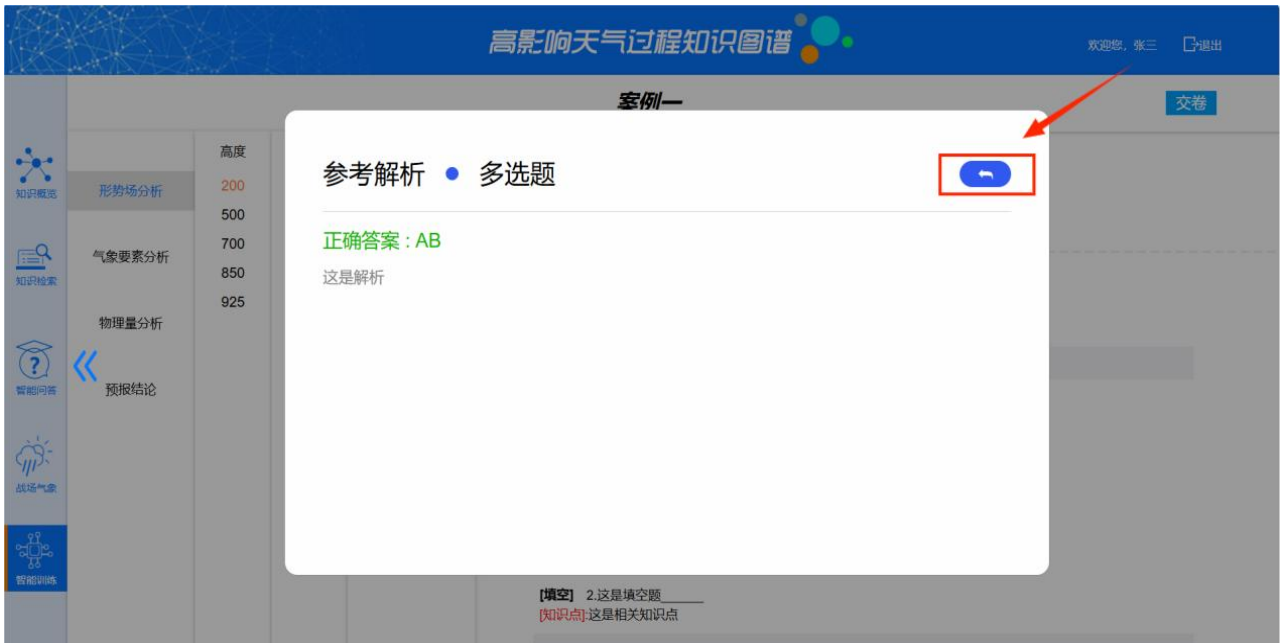 高影响天气过程知识图谱
欢迎您，张三 退出
案例一
交卷
知识概览
知识检索
智能问答
战场气象
智能训练
形势场分析
气象要素分析
物理量分析
预报结论
高度
200
500
700
850
925
参考解析 ● 多选题
正确答案 : AB
这是解析
[填空] 2.这是填空题______
[知识点]:这是相关知识点